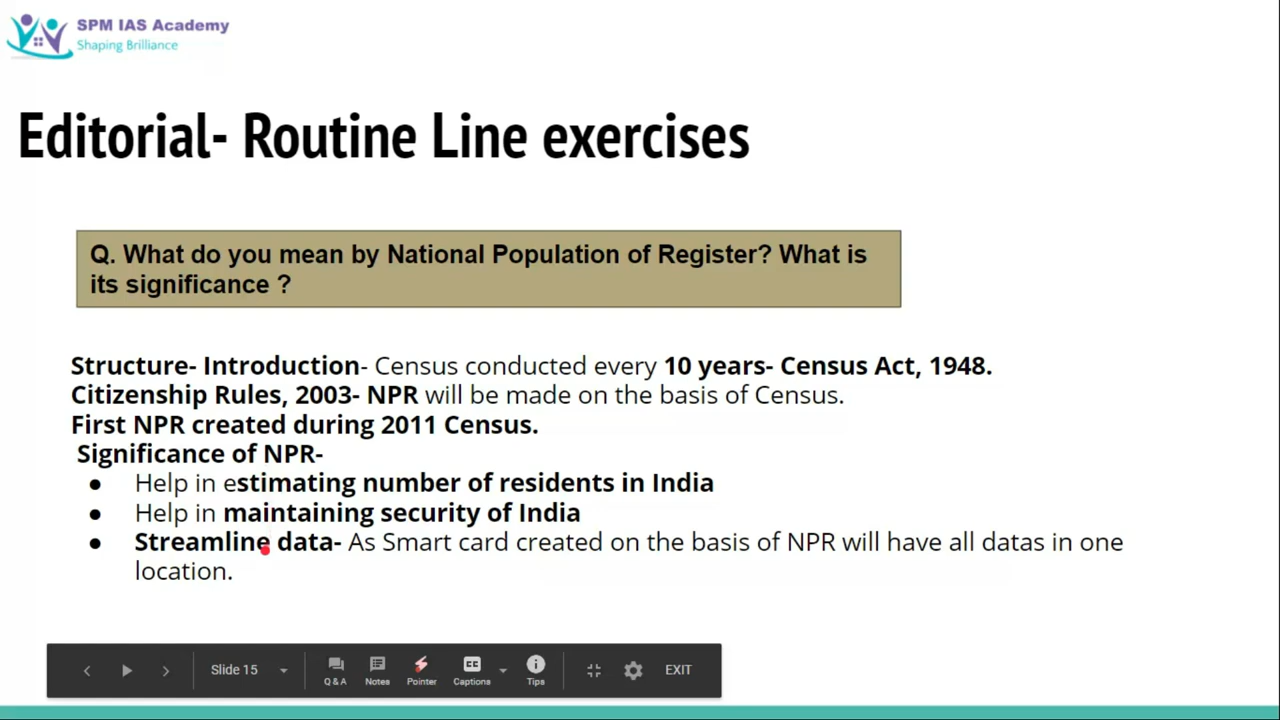 SPM IAS Academy
Shaping Brilliance
Editorial- Routine Line exercises
Q. What do you mean by National Population of Register? What is
its significance ?
Structure- Introduction- Census conducted every 10 years- Census Act, 1948.
Citizenship Rules, 2003- NPR will be made on the basis of Census.
First NPR created during 2011 Census.
Significance of NPR-
● Help in estimating number of residents in India
● Help in maintaining security of India
● Streamline data- As Smart card created on the basis of NPR will have all datas in one
location.
Slide 15
Q & A
Notes
Pointer
CC
Captions
Tips
EXIT